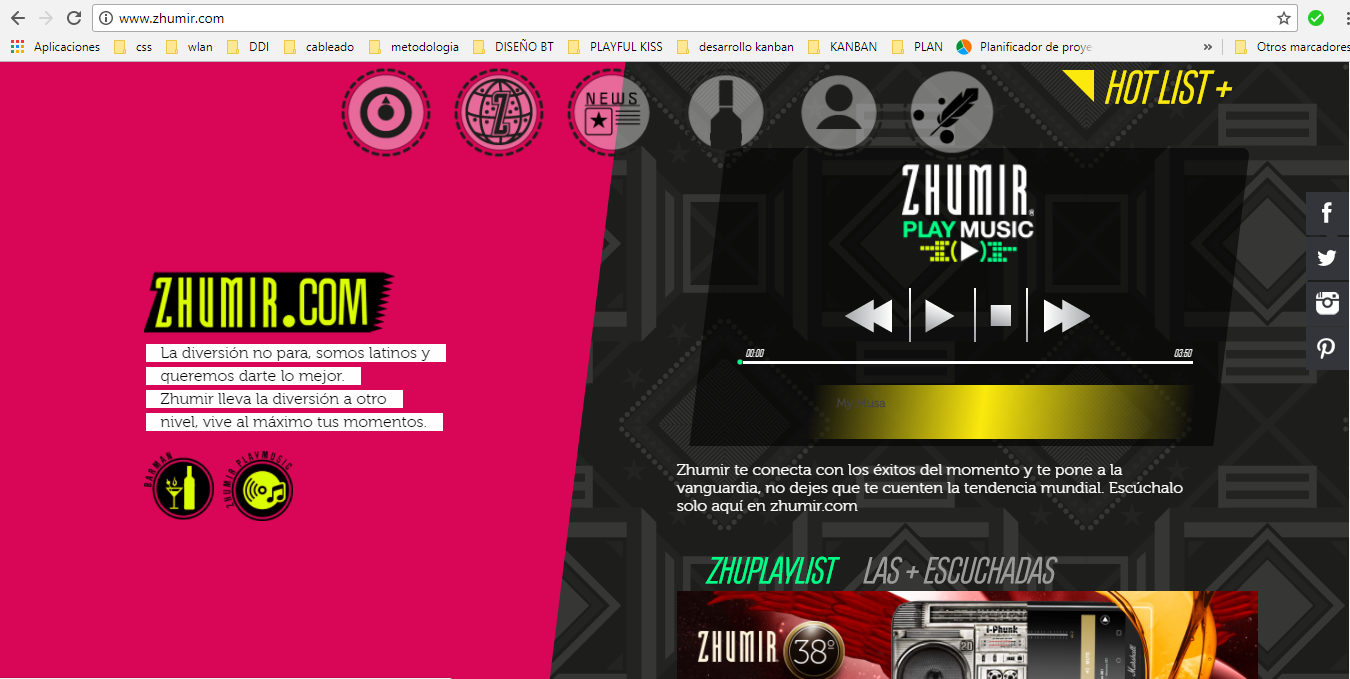 www.zhumir.com
Aplicaciones css wlan DDI cableado metodologia DISEÑO BT PLAYFUL KISS desarrollo kanban KANBAN PLAN Planificador de proye » Otros marcadores
NEWS
HOT LIST +
ZHUMIR
PLAY MUSIC
ZHUMIR.COM
La diversión no para, somos latinos y
queremos darte lo mejor.
Zhumir lleva la diversión a otro
nivel, vive al máximo tus momentos.
BARMAN
ZHUMIR PLAYMUSIC
00:00 03:50
My Musa
Zhumir te conecta con los éxitos del momento y te pone a la
vanguardia, no dejes que te cuenten la tendencia mundial. Escúchalo
solo aquí en zhumir.com
ZHUPLAYLIST LAS + ESCUCHADAS
ZHUMIR 38º
i-Phunk
20
Marshall